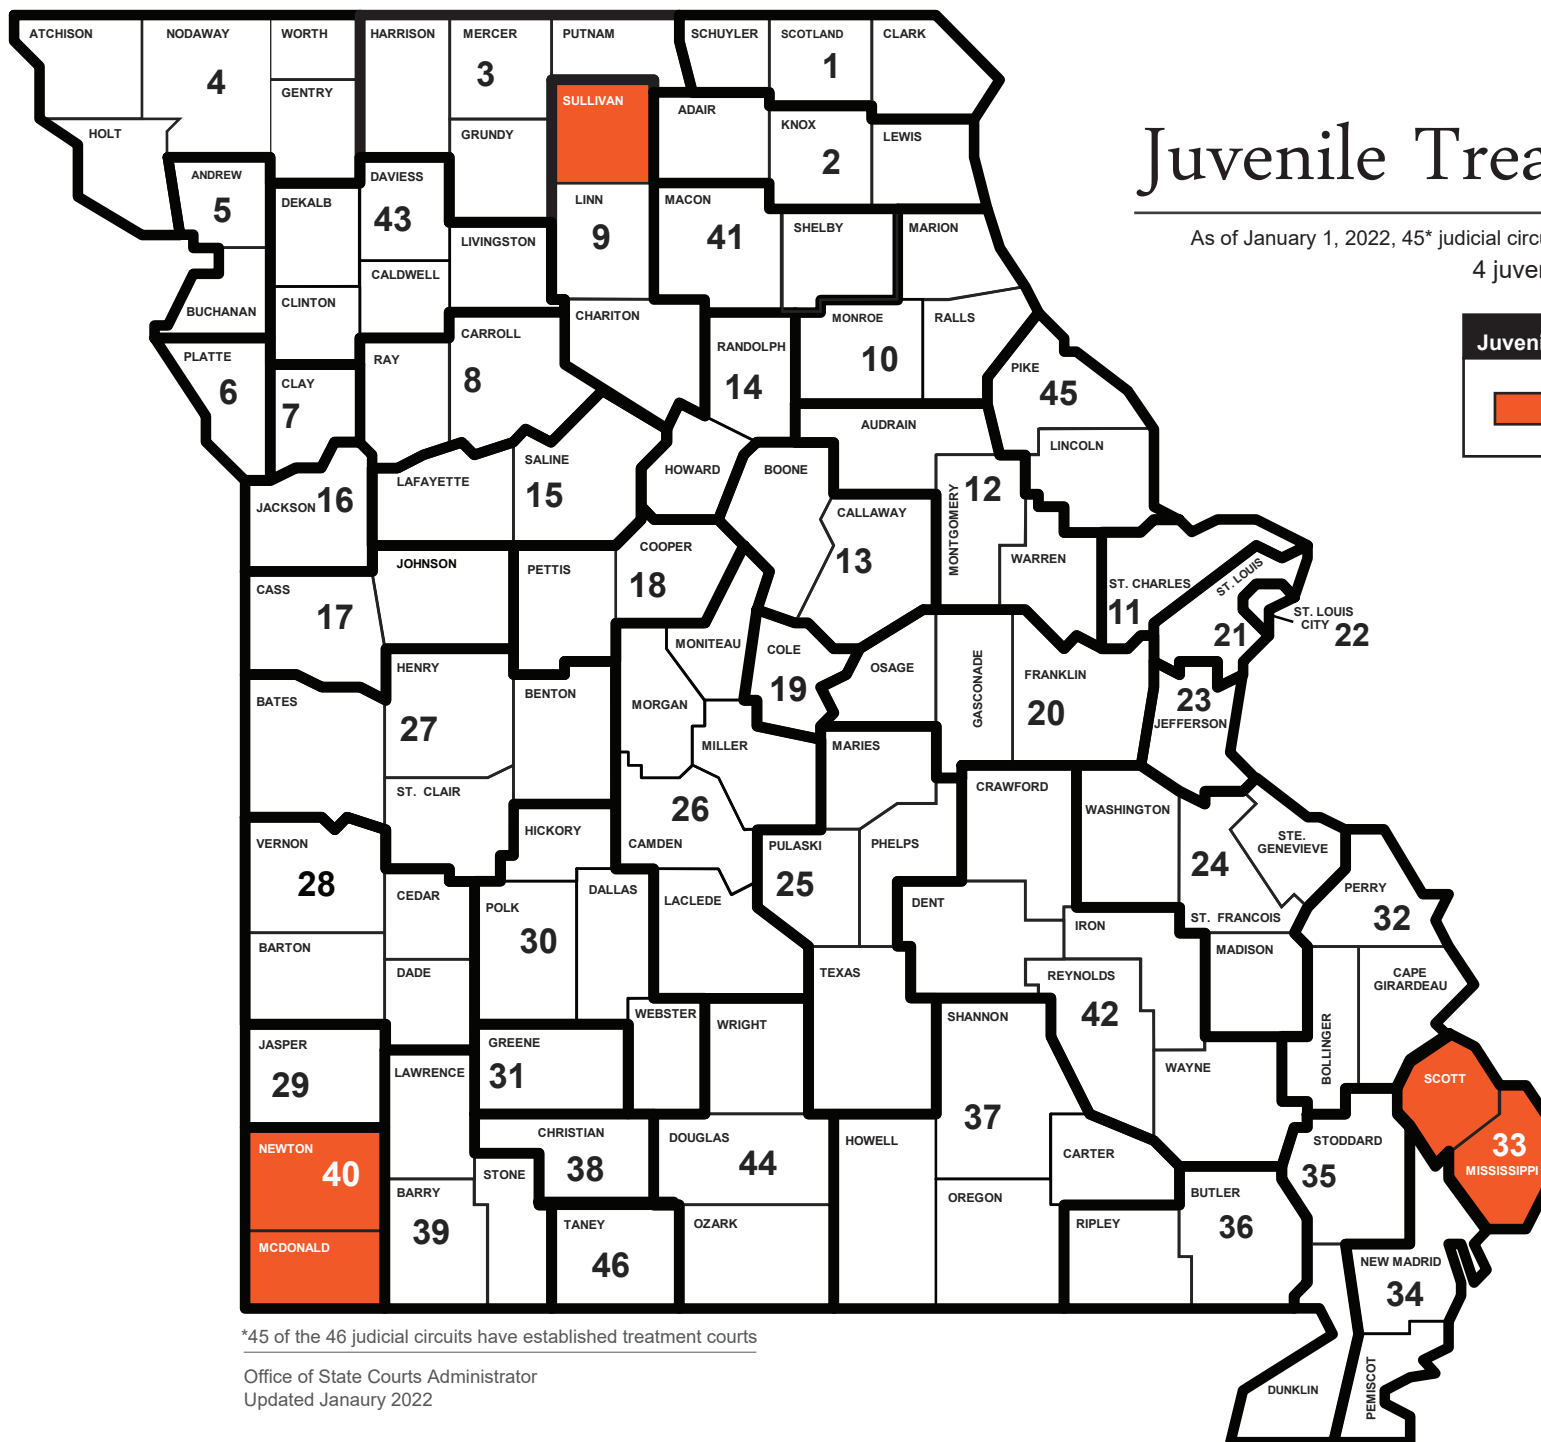 Juvenile Trea
As of January 1, 2022, 45* judicial circu
4 juven
Juveni
ATCHISON
NODAWAY
WORTH
HARRISON
MERCER
PUTNAM
SCHUYLER
SCOTLAND
CLARK
4
3
1
GENTRY
SULLIVAN
ADAIR
KNOX
HOLT
GRUNDY
LEWIS
2
ANDREW
DAVIESS
5
DEKALB
43
LINN
MACON
9
41
SHELBY
MARION
LIVINGSTON
CALDWELL
CLINTON
BUCHANAN
CHARITON
MONROE
RALLS
CARROLL
RANDOLPH
PLATTE
RAY
10
PIKE
6
CLAY
8
14
45
7
AUDRAIN
LINCOLN
SALINE
HOWARD
BOONE
LAFAYETTE
15
12
JACKSON 16
CALLAWAY
MONTGOMERY
COOPER
13
WARREN
JOHNSON
PETTIS
18
ST. CHARLES
ST. LOUIS
CASS
11
17
ST. LOUIS
CITY 22
21
MONITEAU
COLE
OSAGE
GASCONADE
FRANKLIN
HENRY
19
20
23
BATES
BENTON
MORGAN
JEFFERSON
27
MILLER
MARIES
ST. CLAIR
CRAWFORD
26
WASHINGTON
HICKORY
VERNON
CAMDEN
PULASKI
PHELPS
STE.
GENEVIEVE
28
25
24
CEDAR
DALLAS
LACLEDE
DENT
PERRY
POLK
ST. FRANCOIS
32
30
IRON
BARTON
MADISON
DADE
TEXAS
REYNOLDS
CAPE
GIRARDEAU
WEBSTER
SHANNON
42
WRIGHT
BOLLINGER
JASPER
GREENE
29
LAWRENCE
31
WAYNE
SCOTT
37
CHRISTIAN
DOUGLAS
HOWELL
STODDARD
33
NEWTON
CARTER
MISSISSIPPI
40
STONE
38
44
35
BARRY
OREGON
BUTLER
39
TANEY
OZARK
RIPLEY
36
MCDONALD
46
NEW MADRID
34
PEMISCOT
DUNKLIN
*45 of the 46 judicial circuits have established treatment courts
Office of State Courts Administrator
Updated Janaury 2022